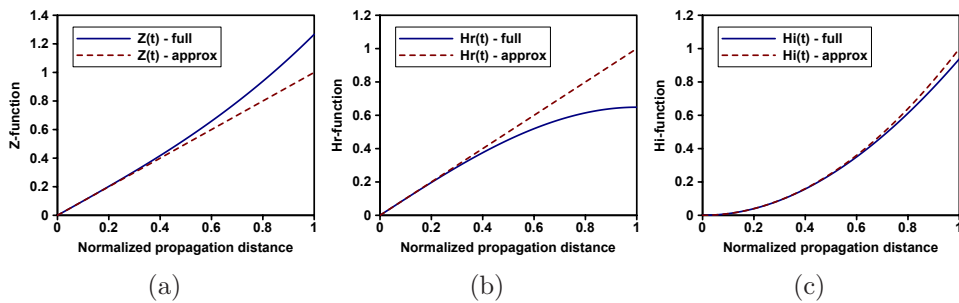 1.4
1.2
1
0.8
0.6
0.4
0.2
0
Z-function
Z(t) - full
Z(t) - approx
0 0.2 0.4 0.6 0.8 1
Normalized propagation distance
(a)
1.2
1
0.8
0.6
0.4
0.2
0
Hr-function
Hr(t) - full
Hr(t) - approx
0 0.2 0.4 0.6 0.8 1
Normalized propagation distance
(b)
1.2
1
0.8
0.6
0.4
0.2
0
Hi-function
Hi(t) - full
Hi(t) - approx
0 0.2 0.4 0.6 0.8 1
Normalized propagation distance
(c)